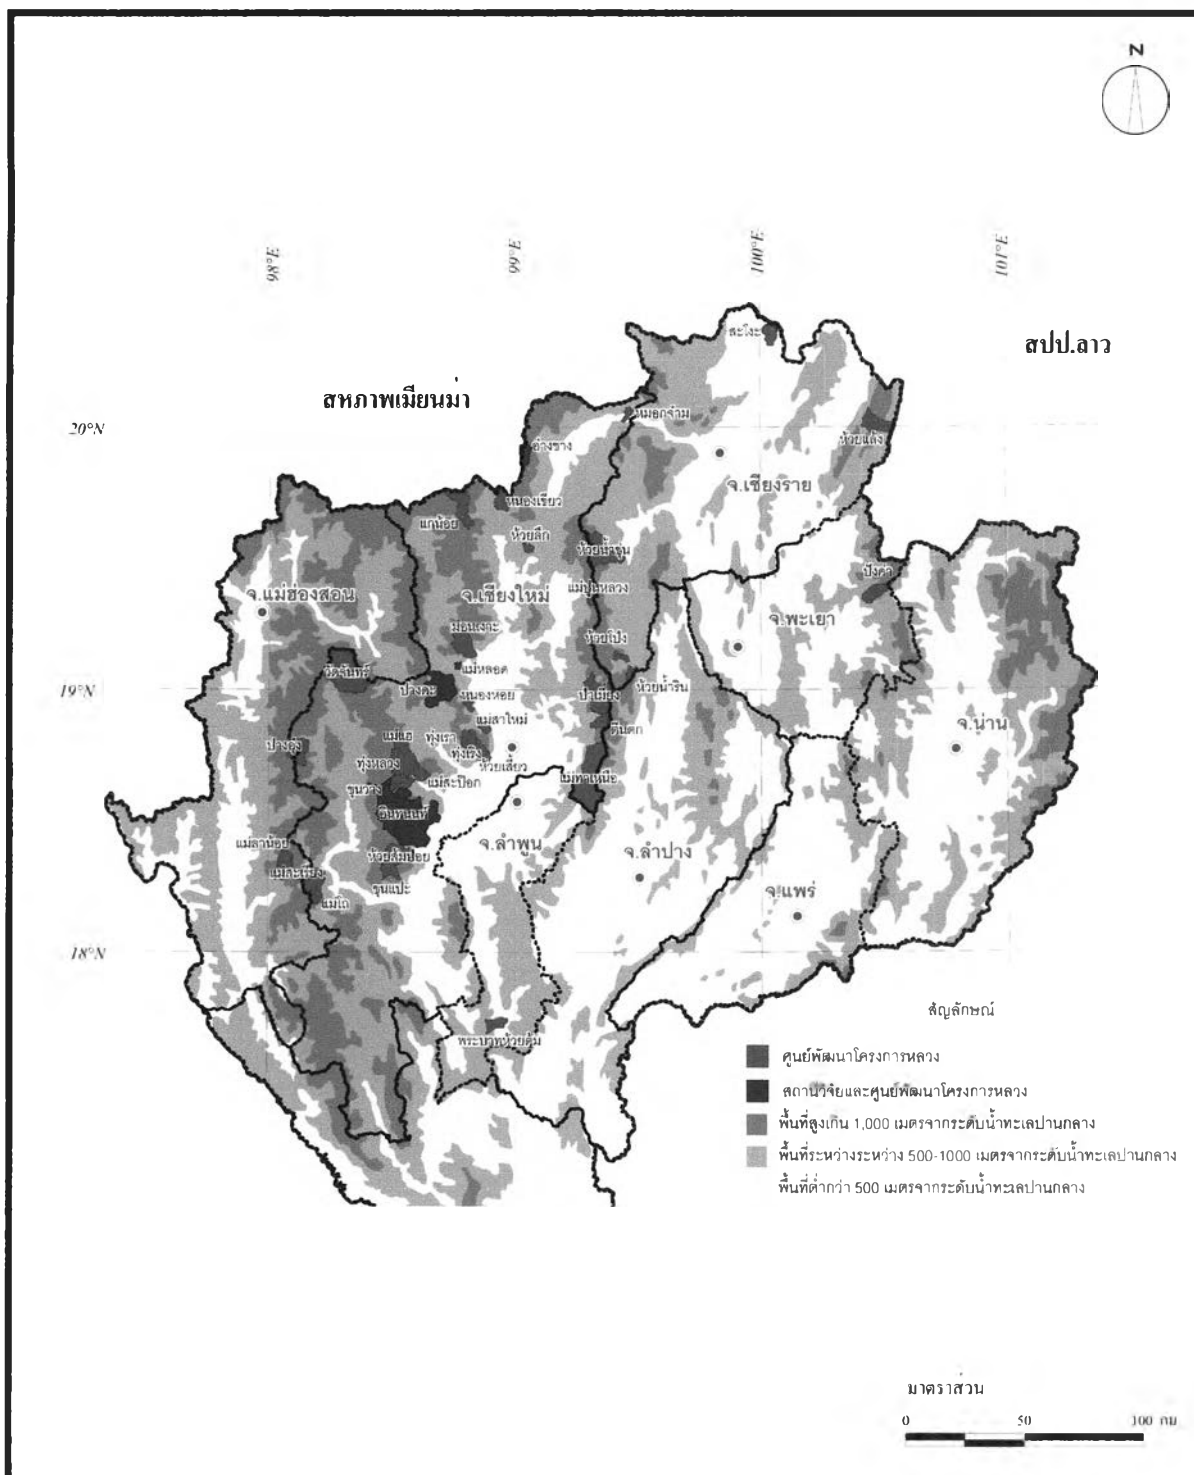 N
98°E
99°E
100°E
101°E
สปป.ลาว
สหภาพเมียนม่า
สะโงะ
20°N
หมอกจ๋าม
ห้วยแล้ง
อ่างขาง
จ.เชียงราย
หนองเขียว
แกน้อย
ห้วยลึก
ห้วยน้ำขุ่น
ปังค่า
จ.แม่ฮ่องสอน
จ.เชียงใหม่
แม่ปูนหลวง
จ.พะเยา
ม่อนเงาะ
ห้วยโป่ง
วัดจันทร์
แม่หลอด
19°N
ปางดะ
หนองหอย
ป่าเมี่ยง
ห้วยน้ำริน
แม่สาใหม่
ตีนตก
จ.น่าน
ปางอุ๋ง
แม่แฮ
ทุ่งเรา
ทุ่งเริง
ทุ่งหลวง
ห้วยเสี้ยว
แม่สะป๊อก
แม่ทาเหนือ
ขุนวาง
อินทนนท์
แม่ลาน้อย
จ.ลำพูน
จ.ลำปาง
ห้วยส้มป่อย
แม่สะเรียง
ขุนแปะ
จ.แพร่
แม่โถ
18°N
สัญลักษณ์
พระบาทห้วยต้ม
ศูนย์พัฒนาโครงการหลวง
สถานีวิจัยและศูนย์พัฒนาโครงการหลวง
พื้นที่สูงเกิน 1,000 เมตรจากระดับน้ำทะเลปานกลาง
พื้นที่ระหว่างระหว่าง 500-1000 เมตรจากระดับน้ำทะเลปานกลาง
พื้นที่ต่ำกว่า 500 เมตรจากระดับน้ำทะเลปานกลาง
มาตราส่วน
0 50 100 กม